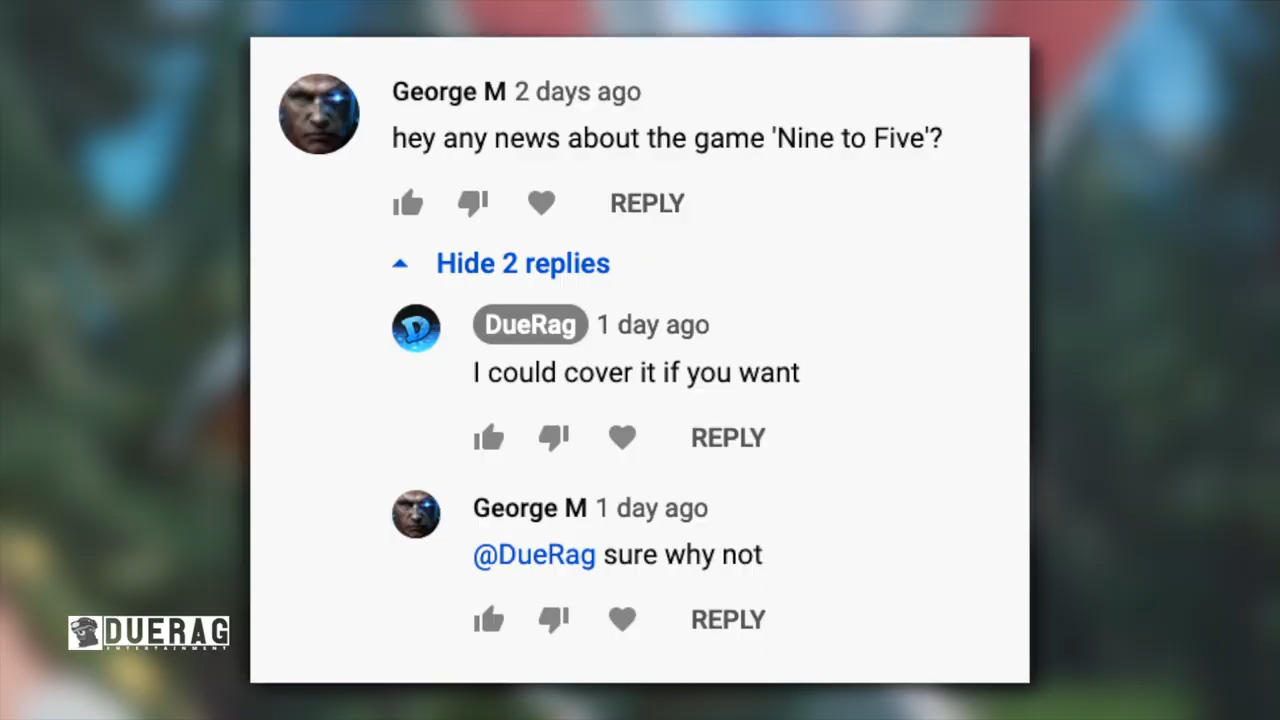 George M 2 days ago
hey any news about the game 'Nine to Five'?
REPLY
Hide 2 replies
D
DueRag 1 day ago
I could cover it if you want
REPLY
George M 1 day ago
@DueRag sure why not
REPLY
DUERAG
ENTERTAINMENT